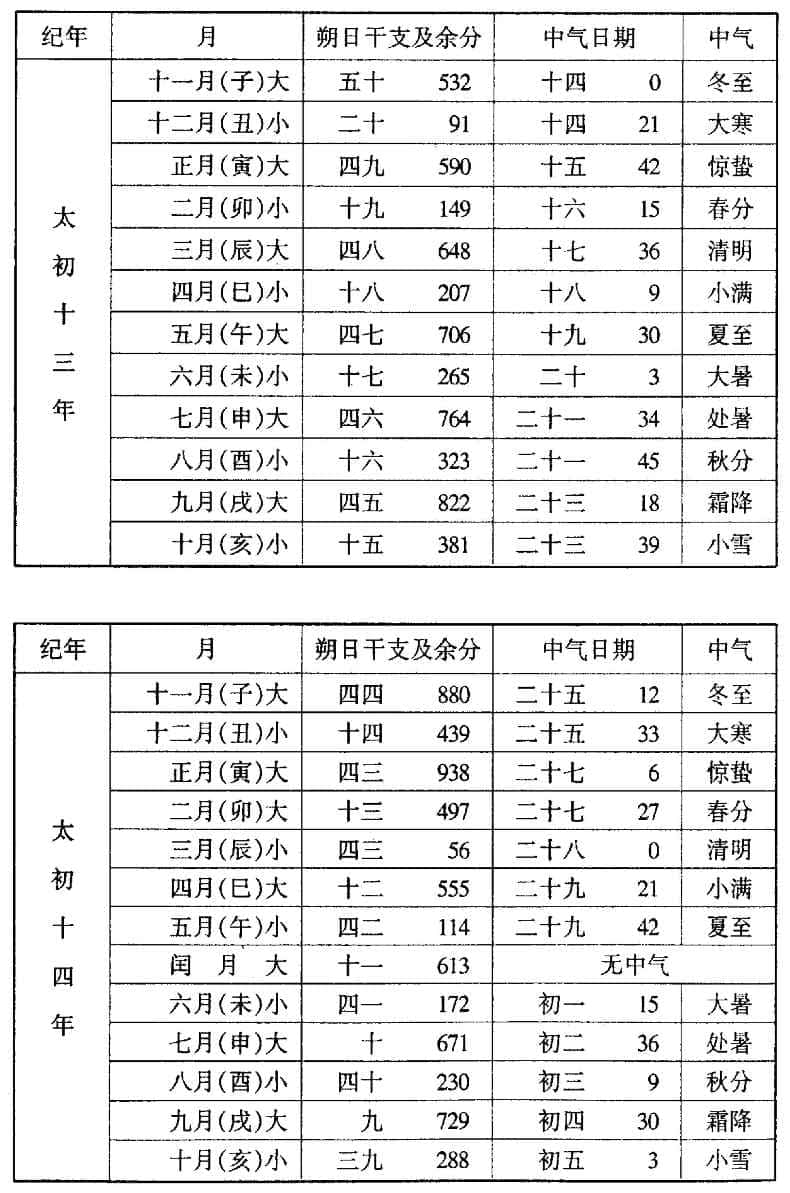 纪年 月 朔日干支及余分 中气日期 中气
太初十三年
十一月(子)大 五十 532 十四 0 冬至
十二月(丑)小 二十 91 十四 21 大寒
正月(寅)大 四九 590 十五 42 惊蛰
二月(卯)小 十九 149 十六 15 春分
三月(辰)大 四八 648 十七 36 清明
四月(巳)小 十八 207 十八 9 小满
五月(午)大 四七 706 十九 30 夏至
六月(未)小 十七 265 二十 3 大暑
七月(申)大 四六 764 二十一 34 处暑
八月(酉)小 十六 323 二十一 45 秋分
九月(戌)大 四五 822 二十三 18 霜降
十月(亥)小 十五 381 二十三 39 小雪
纪年 月 朔日干支及余分 中气日期 中气
太初十四年
十一月(子)大 四四 880 二十五 12 冬至
十二月(丑)小 十四 439 二十五 33 大寒
正月(寅)大 四三 938 二十七 6 惊蛰
二月(卯)大 十三 497 二十七 27 春分
三月(辰)小 四三 56 二十八 0 清明
四月(巳)大 十二 555 二十九 21 小满
五月(午)小 四二 114 二十九 42 夏至
闰月大 十一 613 无中气
六月(未)小 四一 172 初一 15 大暑
七月(申)大 十 671 初二 36 处暑
八月(酉)小 四十 230 初三 9 秋分
九月(戌)大 九 729 初四 30 霜降
十月(亥)小 三九 288 初五 3 小雪